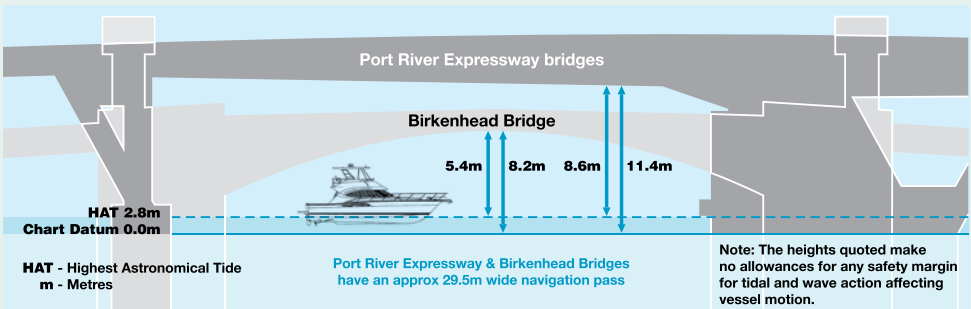 Port River Expressway bridges
Birkenhead Bridge
5.4m
8.2m
8.6m
11.4m
HAT 2.8m
Chart Datum 0.0m
HAT - Highest Astronomical Tide
m - Metres
Port River Expressway & Birkenhead Bridges
have an approx 29.5m wide navigation pass
Note: The heights quoted make
no allowances for any safety margin
for tidal and wave action affecting
vessel motion.